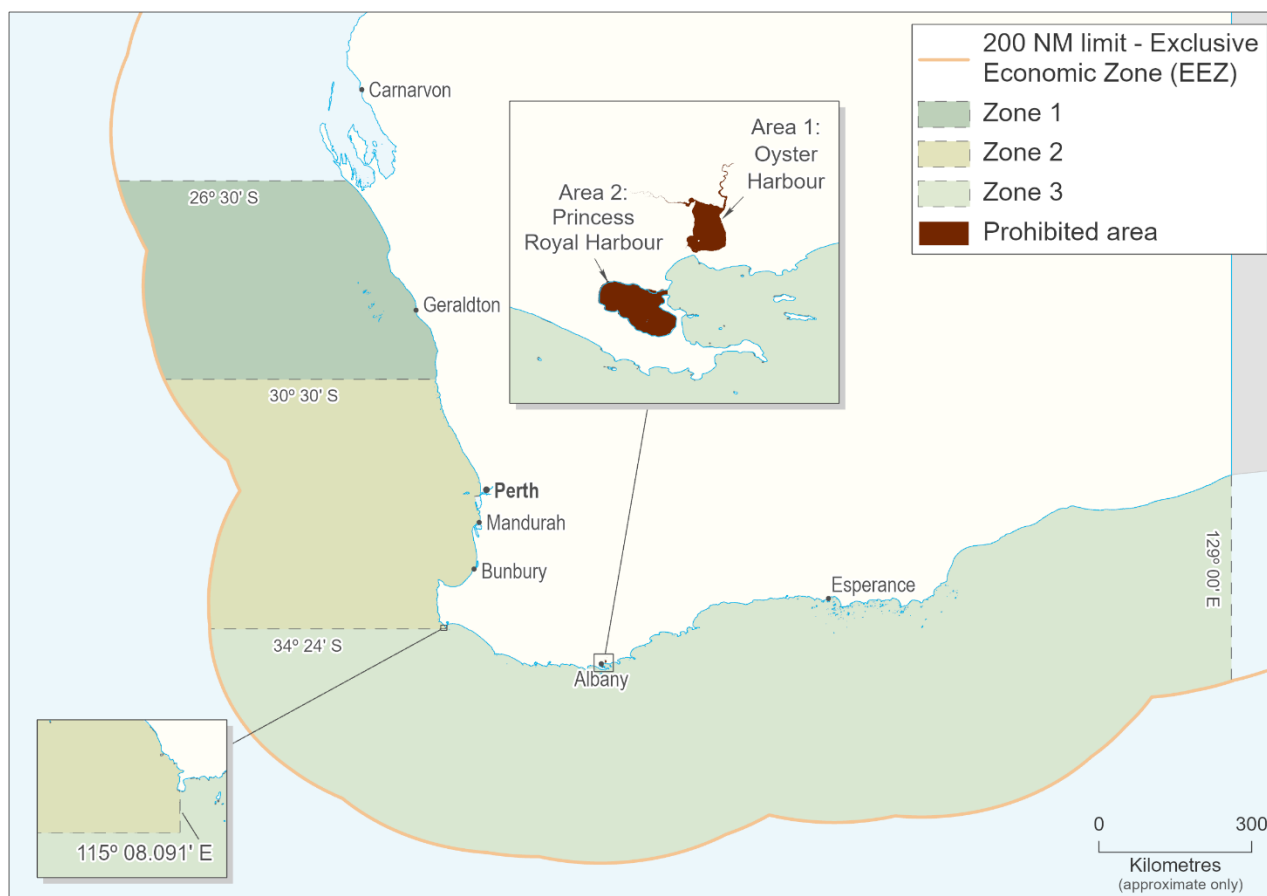 200 NM limit - Exclusive
Economic Zone (EEZ)
Zone 1
Zone 2
Zone 3
Prohibited area
Carnarvon
Area 1:
Oyster
Harbour
Area 2:
Princess
Royal Harbour
26º 30' S
Geraldton
30º 30' S
Perth
Mandurah
Bunbury
Esperance
129º 00' E
34º 24' S
Albany
115º 08.091' E
0 300
Kilometres
(approximate only)